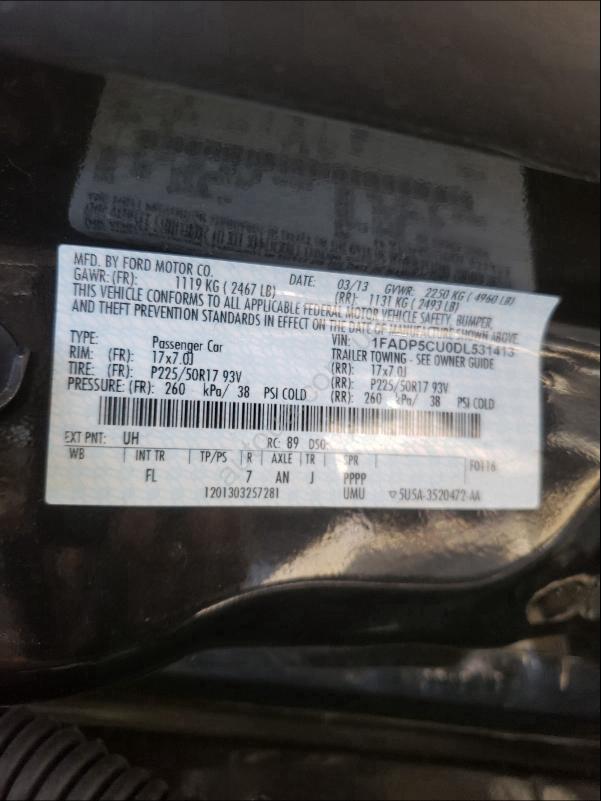 MFD. BY FORD MOTOR CO. DATE: 03/13 GVWR: 2250 KG ( 4960 LB)
GAWR: (FR): 1119 KG ( 2467 LB) (RR): 1131 KG ( 2493 LB)
THIS VEHICLE CONFORMS TO ALL APPLICABLE FEDERAL MOTOR VEHICLE SAFETY, BUMPER,
AND THEFT PREVENTION STANDARDS IN EFFECT ON THE DATE OF MANUFACTURE SHOWN ABOVE.
VIN: 1FADP5CU0DL531413
TYPE: Passenger Car TRAILER TOWING - SEE OWNER GUIDE
RIM: (FR): 17x7.0J (RR): 17x7.0J
TIRE: (FR): P225/50R17 93V (RR): P225/50R17 93V
PRESSURE: (FR): 260 kPa/ 38 PSI COLD (RR): 260 kPa/ 38 PSI COLD
EXT PNT: UH RC: 89 DSO:
WB INT TR TP/PS R AXLE TR SPR F0116
FL 7 AN J PPPP
1201303257281 UMU ▽5U5A-3520472-AA